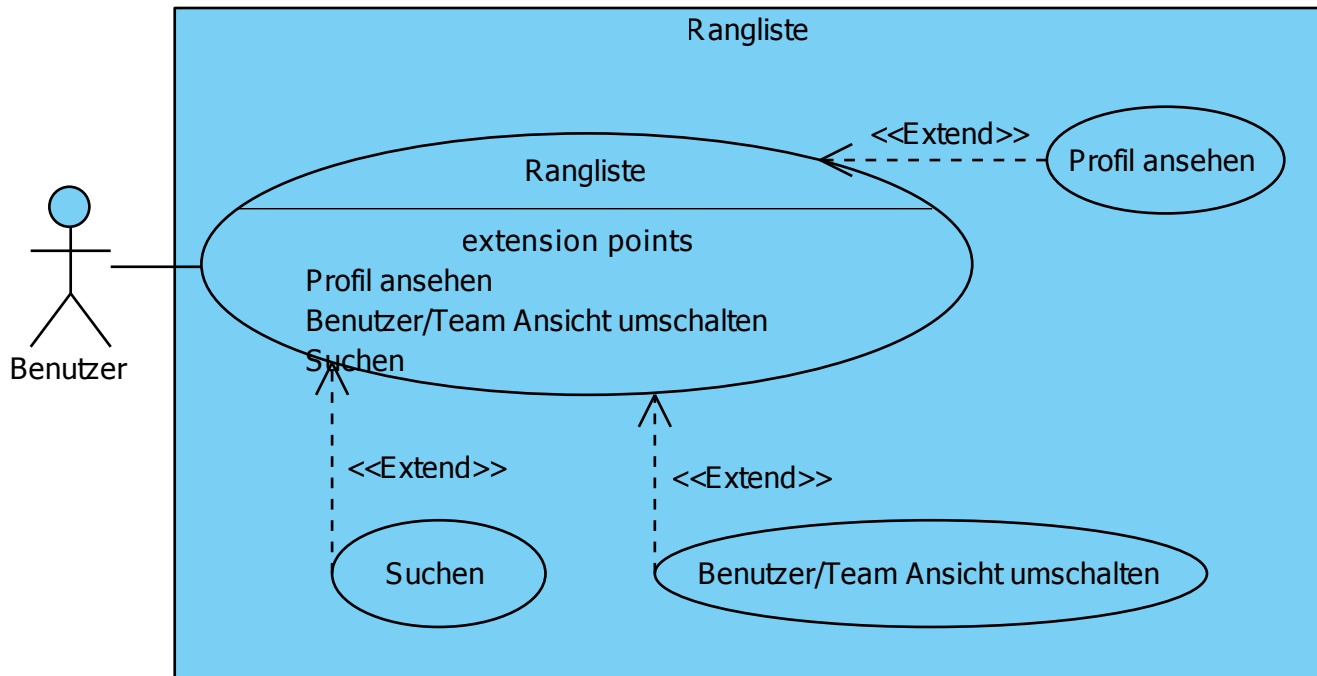 Rangliste
<<Extend>>
Profil ansehen
Rangliste
extension points
Profil ansehen
Benutzer/Team Ansicht umschalten
Suchen
Benutzer
<<Extend>>
<<Extend>>
Suchen
Benutzer/Team Ansicht umschalten